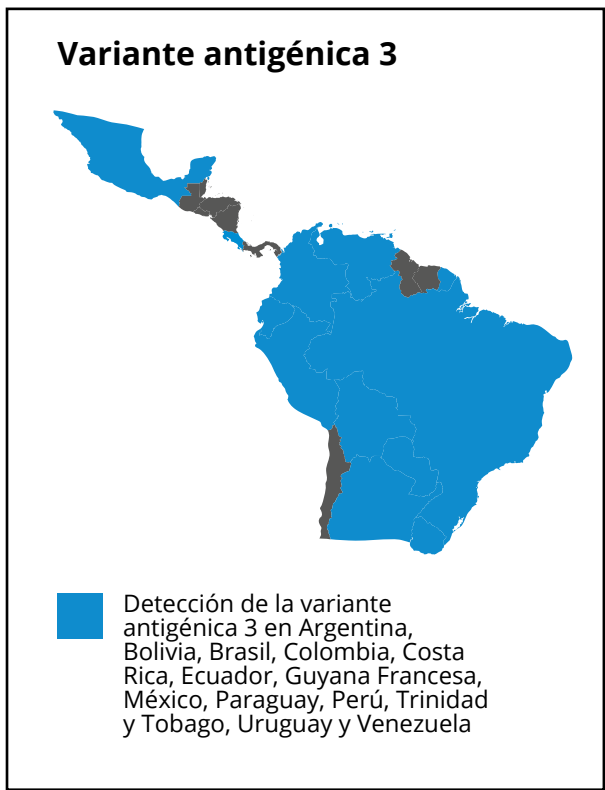 Variante antigénica 3
Detección de la variante
antigénica 3 en Argentina,
Bolivia, Brasil, Colombia, Costa
Rica, Ecuador, Guyana Francesa,
México, Paraguay, Perú, Trinidad
y Tobago, Uruguay y Venezuela